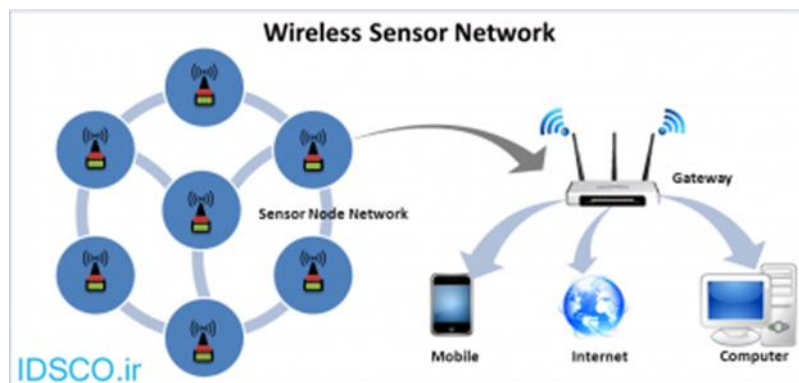 Wireless Sensor Network
Gateway
Sensor Node Network
Mobile
Internet
Computer
IDSCO.ir